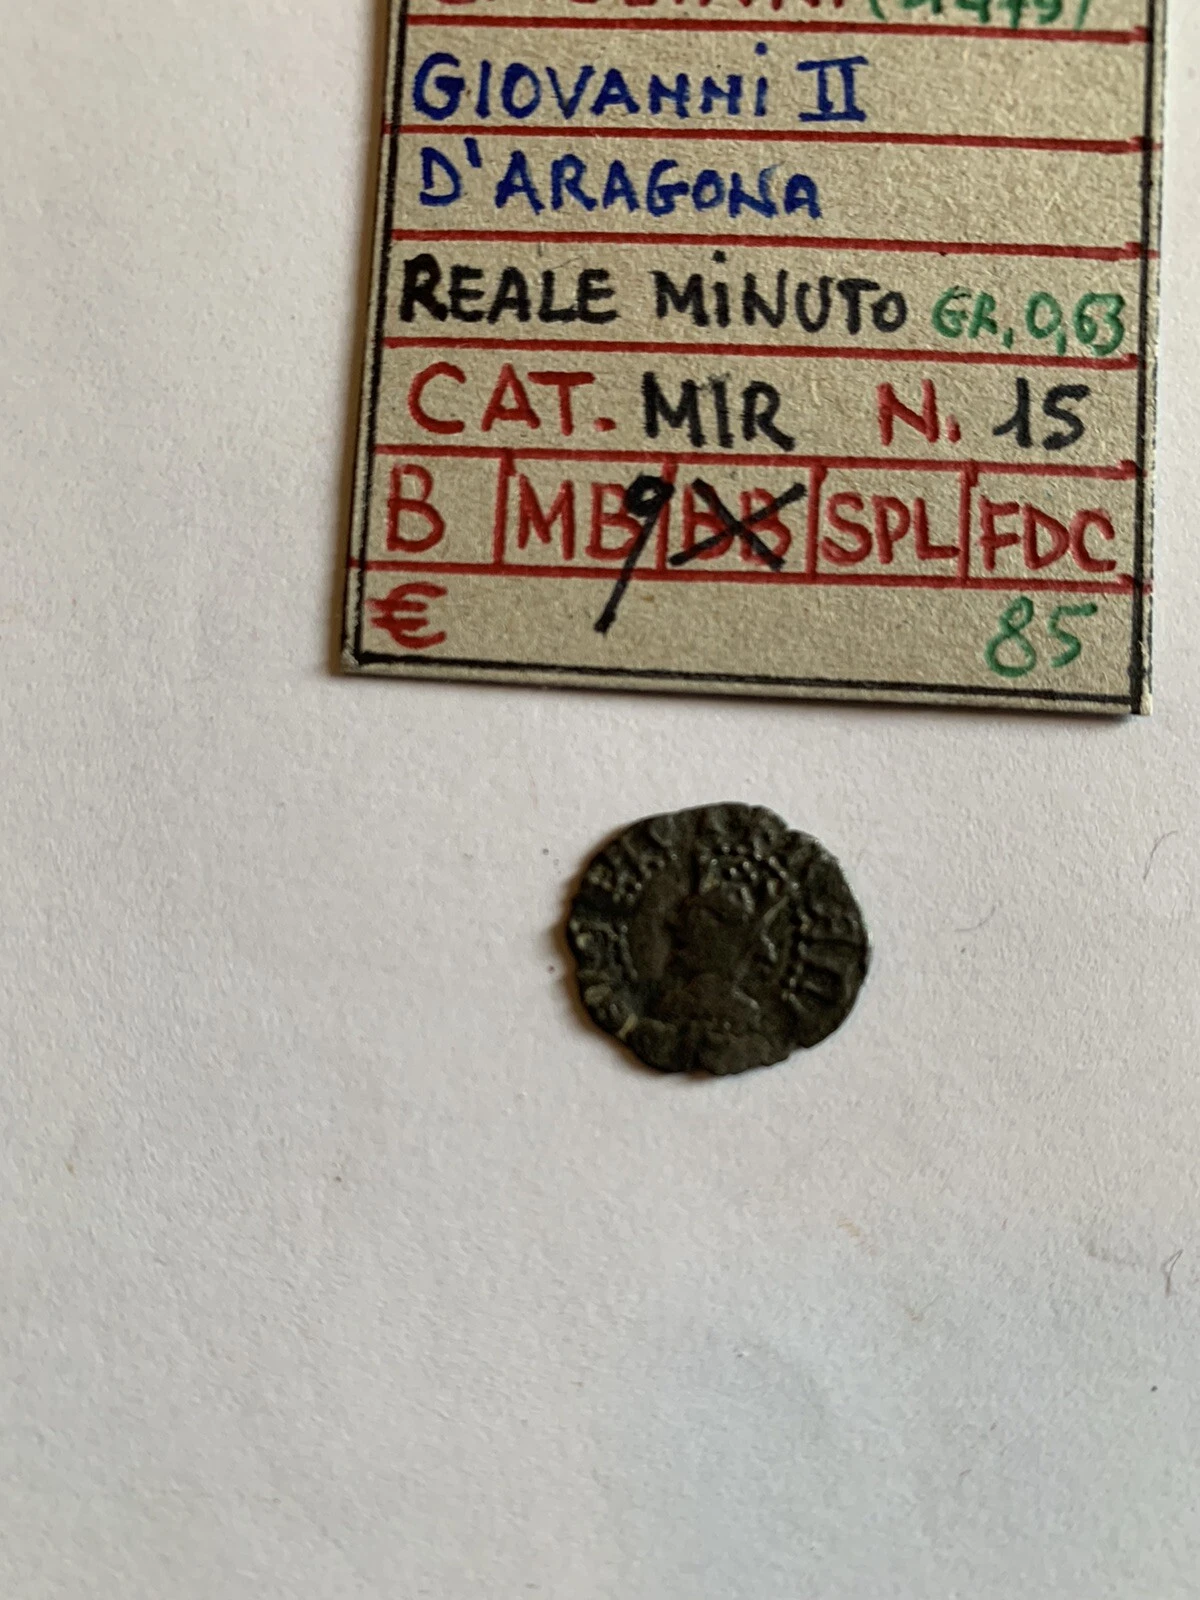 GIOVANNI II
D'ARAGONA
REALE MiNUTO GR. 0,63
CAT. MIR N. 15
B MB 9 BB SPL FDC
€ 85